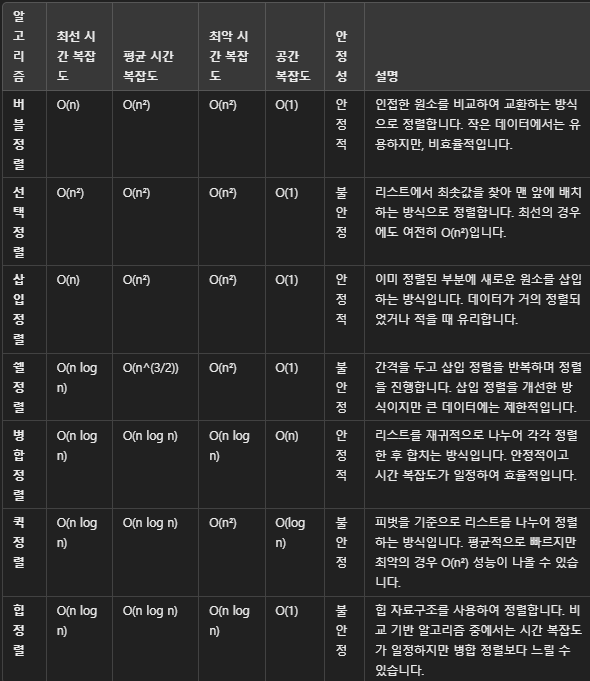 알고리즘 최선 시간 복잡도 평균 시간 복잡도 최악 시간 복잡도 공간 복잡도 안정성 설명
버블 정렬 O(n) O(n²) O(n²) O(1) 안정적 인접한 원소를 비교하여 교환하는 방식
으로 정렬합니다. 작은 데이터에서는 유
용하지만, 비효율적입니다.
선택 정렬 O(n²) O(n²) O(n²) O(1) 불안정 리스트에서 최솟값을 찾아 맨 앞에 배치
하는 방식으로 정렬합니다. 최선의 경우
에도 여전히 O(n²)입니다.
삽입 정렬 O(n) O(n²) O(n²) O(1) 안정적 이미 정렬된 부분에 새로운 원소를 삽입
하는 방식입니다. 데이터가 거의 정렬되
었거나 적을 때 유리합니다.
쉘 정렬 O(n log n) O(n^(3/2)) O(n²) O(1) 불안정 간격을 두고 삽입 정렬을 반복하며 정렬
을 진행합니다. 삽입 정렬을 개선한 방
식이지만 큰 데이터에는 제한적입니다.
병합 정렬 O(n log n) O(n log n) O(n log n) O(n) 안정적 리스트를 재귀적으로 나누어 각각 정렬
한 후 합치는 방식입니다. 안정적이고
시간 복잡도가 일정하여 효율적입니다.
퀵 정렬 O(n log n) O(n log n) O(n²) O(log n) 불안정 피벗을 기준으로 리스트를 나누어 정렬
하는 방식입니다. 평균적으로 빠르지만
최악의 경우 O(n²) 성능이 나올 수 있습
니다.
힙 정렬 O(n log n) O(n log n) O(n log n) O(1) 불안정 힙 자료구조를 사용하여 정렬합니다. 비
교 기반 알고리즘 중에서는 시간 복잡도
가 일정하지만 병합 정렬보다 느릴 수
있습니다.